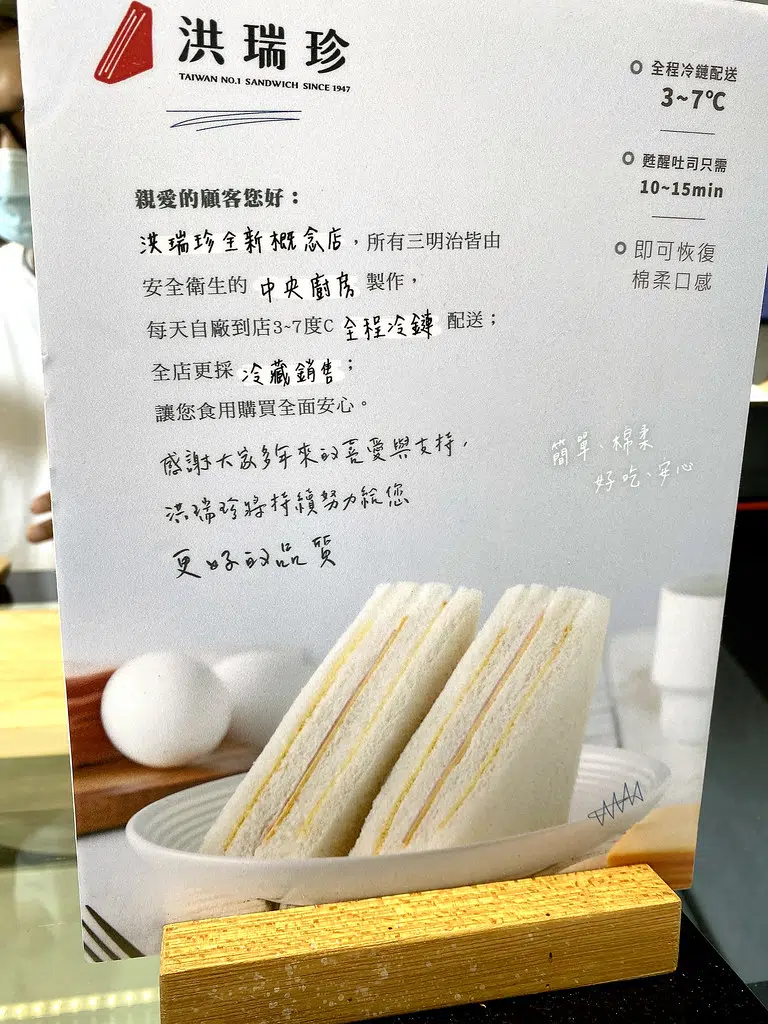 洪瑞珍
TAIWAN NO.1 SANDWICH SINCE 1947
全程冷鏈配送
3~7℃
甦醒吐司只需
10~15min
即可恢復
棉柔口感
親愛的顧客您好：
洪瑞珍全新概念店，所有三明治皆由
安全衛生的 中央廚房 製作，
每天自廠到店3~7度C 全程冷鏈 配送；
全店更採 冷藏銷售；
讓您食用購買全面安心。
感謝大家多年來的喜愛與支持，
洪瑞珍將持續努力給您
更好的品質
簡單、棉柔
好吃、安心